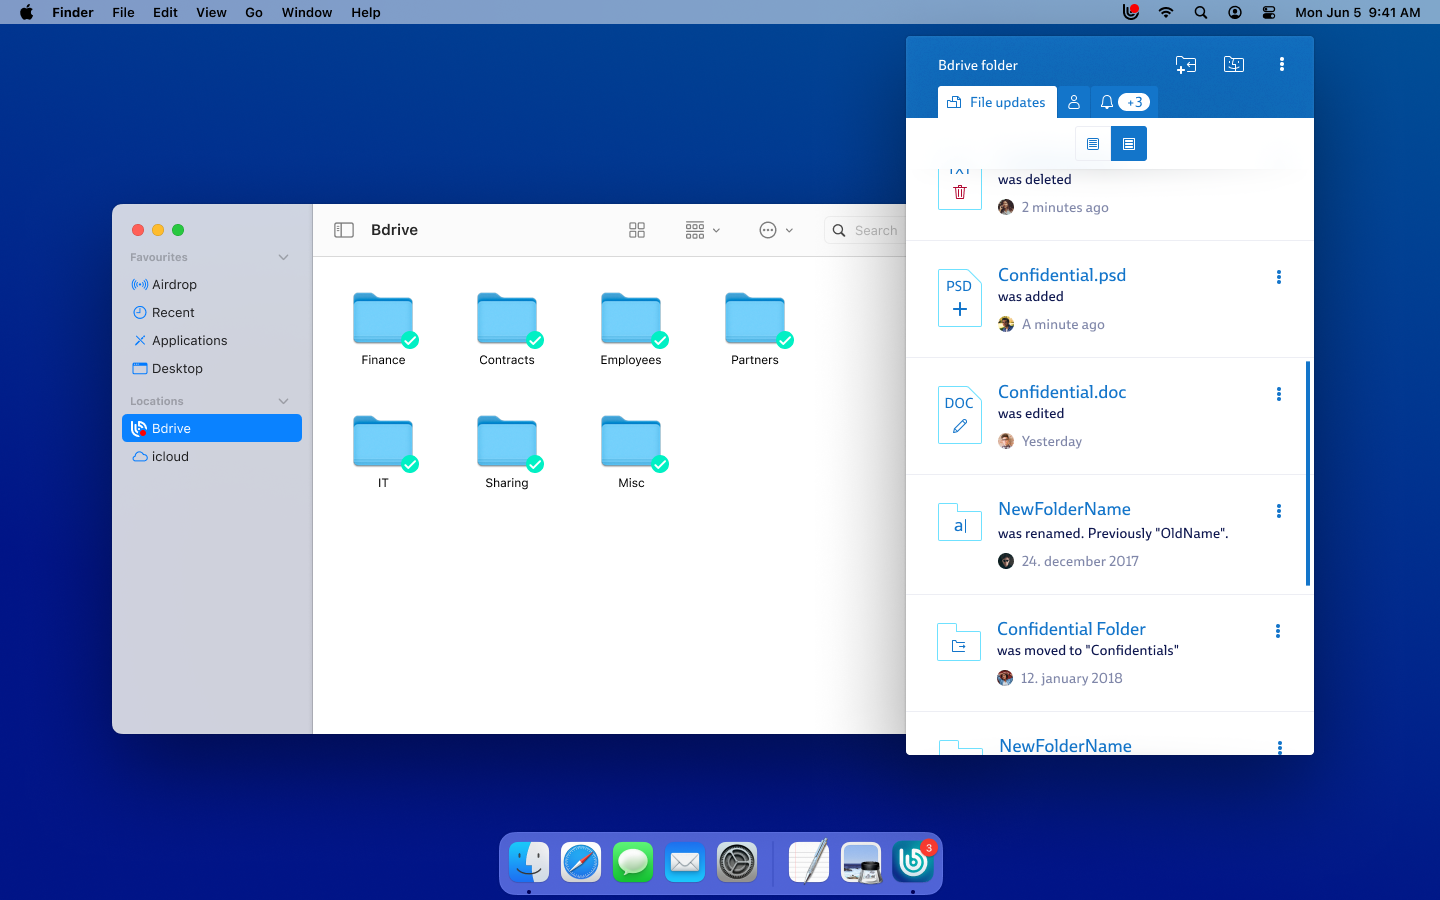 Finder File Edit View Go Window Help
Mon Jun 5 9:41 AM
Bdrive folder
File updates
+3
TXT
was deleted
2 minutes ago
PSD
Confidential.psd
was added
A minute ago
DOC
Confidential.doc
was edited
Yesterday
a|
NewFolderName
was renamed. Previously "OldName".
24. december 2017
Confidential Folder
was moved to "Confidentials"
12. january 2018
NewFolderName
Favourites
Airdrop
Recent
Applications
Desktop
Locations
Bdrive
icloud
Bdrive
Search
Finance Contracts Employees Partners
IT Sharing Misc
3